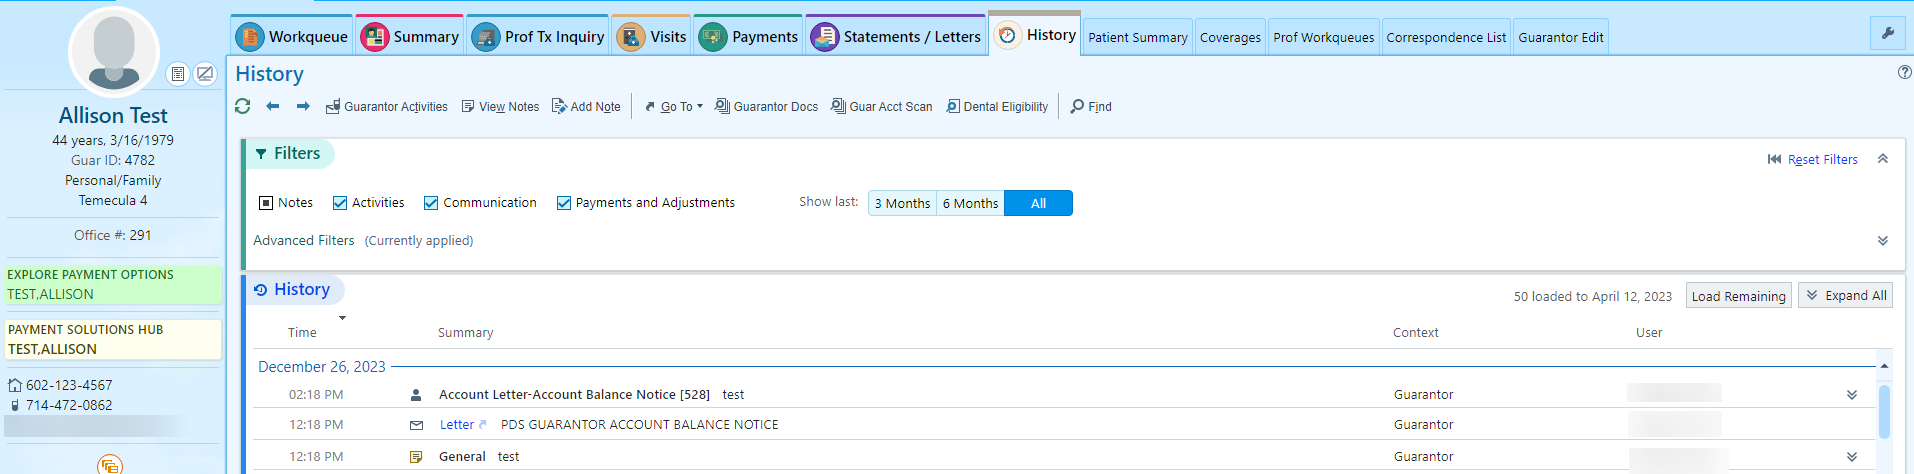 Workqueue Summary Prof Tx Inquiry Visits Payments Statements / Letters History Patient Summary Coverages Prof Workqueues Correspondence List Guarantor Edit
Allison Test
44 years, 3/16/1979
Guar ID: 4782
Personal/Family
Temecula 4
Office #: 291
EXPLORE PAYMENT OPTIONS
TEST,ALLISON
PAYMENT SOLUTIONS HUB
TEST,ALLISON
602-123-4567
714-472-0862
History
Guarantor Activities View Notes Add Note Go To Guarantor Docs Guar Acct Scan Dental Eligibility Find
Filters
Reset Filters
Notes Activities Communication Payments and Adjustments Show last: 3 Months 6 Months All
Advanced Filters (Currently applied)
History
50 loaded to April 12, 2023 Load Remaining Expand All
Time Summary Context User
December 26, 2023
02:18 PM Account Letter-Account Balance Notice [528] test Guarantor
12:18 PM Letter PDS GUARANTOR ACCOUNT BALANCE NOTICE Guarantor
12:18 PM General test Guarantor